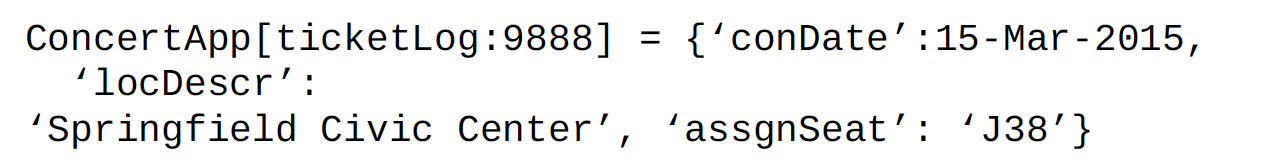 ConcertApp[ticketLog:9888] = {‘conDate’:15-Mar-2015,
‘locDescr’:
‘Springfield Civic Center’, ‘assgnSeat’: ‘J38’}